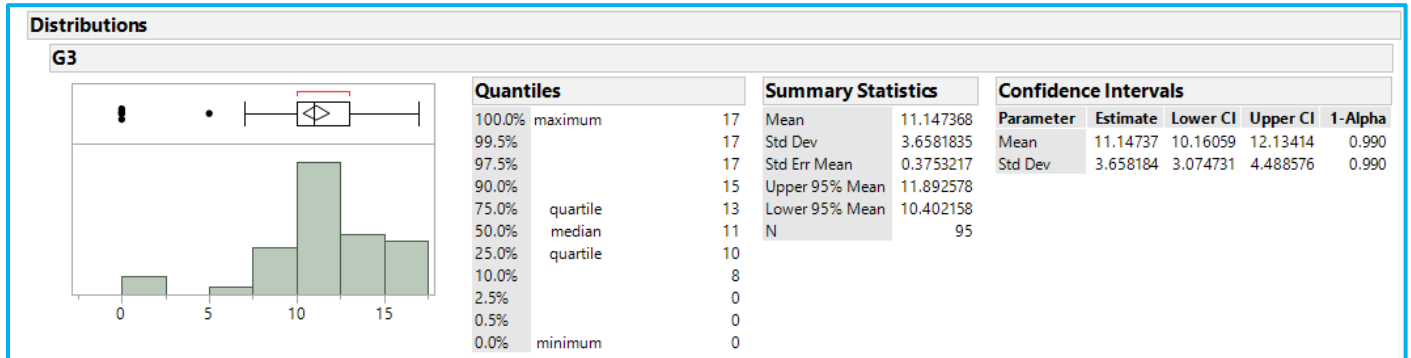 Distributions
G3
0 5 10 15
Quantiles
100.0% maximum 17
99.5% 17
97.5% 17
90.0% 15
75.0% quartile 13
50.0% median 11
25.0% quartile 10
10.0% 8
2.5% 0
0.5% 0
0.0% minimum 0
Summary Statistics
Mean 11.147368
Std Dev 3.6581835
Std Err Mean 0.3753217
Upper 95% Mean 11.892578
Lower 95% Mean 10.402158
N 95
Confidence Intervals
Parameter Estimate Lower CI Upper CI 1-Alpha
Mean 11.14737 10.16059 12.13414 0.990
Std Dev 3.658184 3.074731 4.488576 0.990